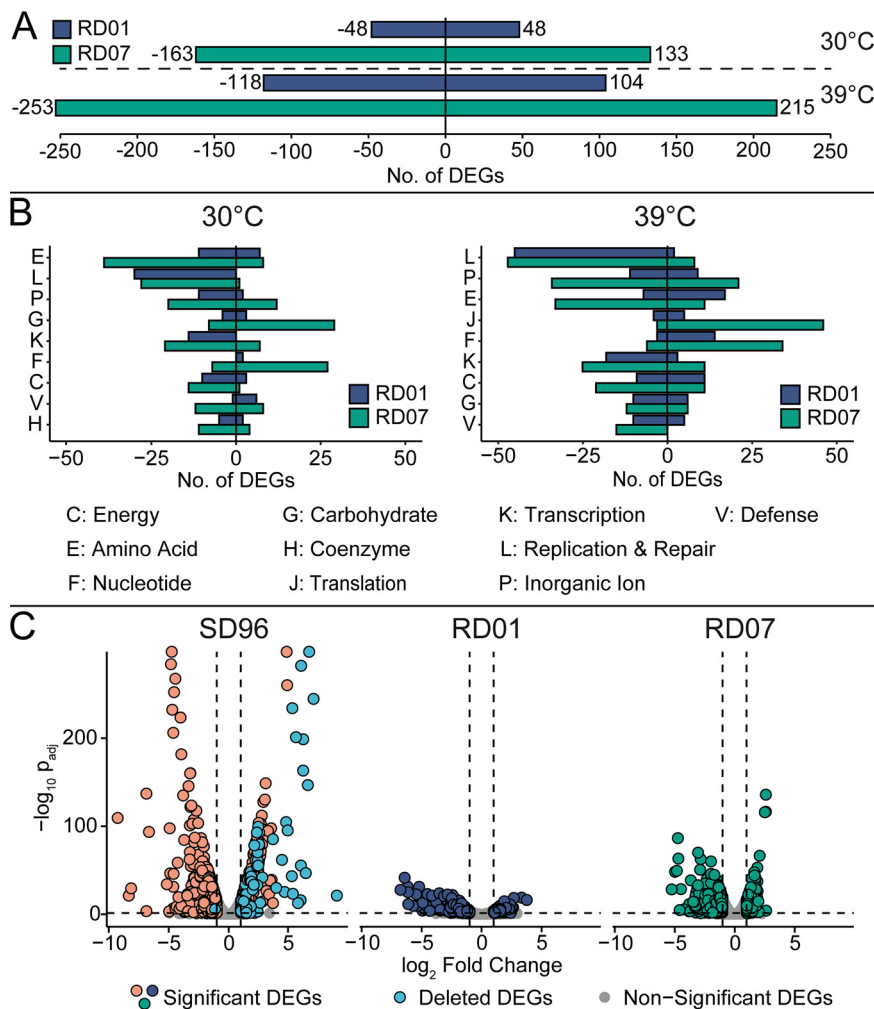 A
RD01
RD07
-48 48
-163 133
30°C
-118 104
-253 215
39°C
-250 -200 -150 -100 -50 0 50 100 150 200 250
No. of DEGs
B
30°C
E
L
P
G
K
F
C
V
H
RD01
RD07
−50 −25 0 25 50
No. of DEGs
39°C
L
P
E
J
F
K
C
G
V
RD01
RD07
−50 −25 0 25 50
No. of DEGs
C: Energy G: Carbohydrate K: Transcription V: Defense
E: Amino Acid H: Coenzyme L: Replication & Repair
F: Nucleotide J: Translation P: Inorganic Ion
C
SD96 RD01 RD07
−log10 padj
200
100
0
−10 −5 0 5 −10 −5 0 5 −10 −5 0 5
log2 Fold Change
Significant DEGs Deleted DEGs Non−Significant DEGs